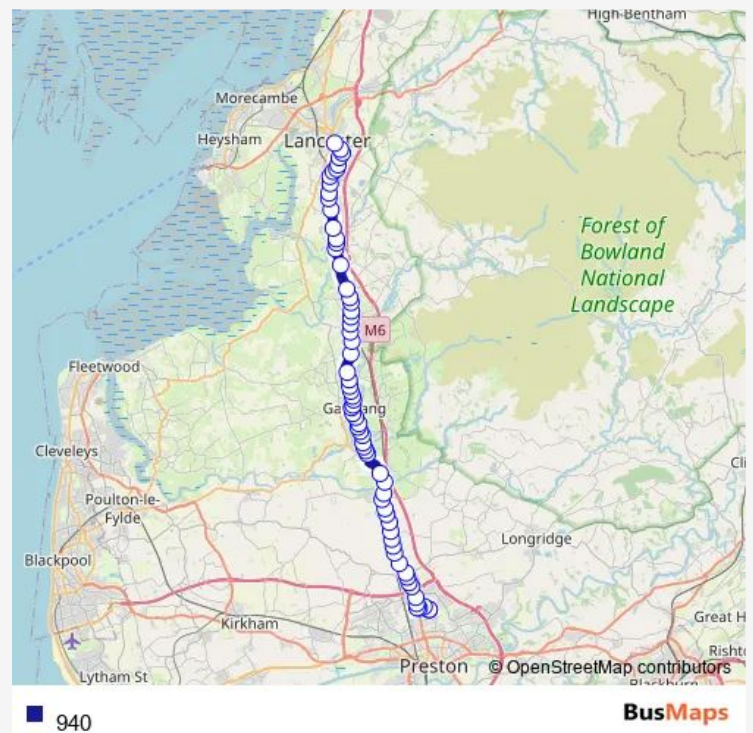 High-Bentham
Morecambe
Heysham
Lancaster
Forest of
Bowland
National
Landscape
M6
Fleetwood
Garstang
Cleveleys
Poulton-le-
Fylde
Longridge
Blackpool
Kirkham
Great H
Risht
Preston
© OpenStreetMap contributors
Lytham St
Blackburn
940
BusMaps